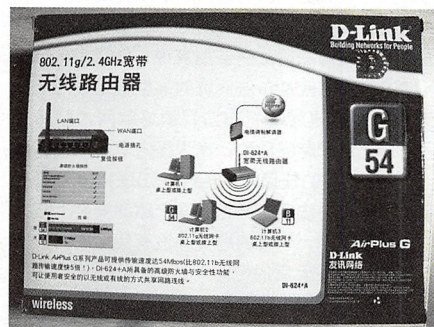 D-Link
Building Networks for People
802.11g/2.4GHz宽带
无线路由器
LAN端口
WAN端口
电源接孔
复位按钮
电缆调制解调器
DI-624+A
宽带无线路由器
G
54
计算机1
桌上型或膝上型
G
54
计算机2
802.11g无线网卡
桌上型或膝上型
B
11
计算机3
802.11b无线网卡
桌上型或膝上型
AirPlus G
D-Link
友讯网络
D-Link AirPlus G系列产品可提供传输速度达54Mbps(比802.11b无线网
路传输速度快5倍!)，DI-624+A所具备的高级防火墙与安全性功能，
可让使用者安全的以无线或有线的方式共享网路连线。
DI-624+A
wireless